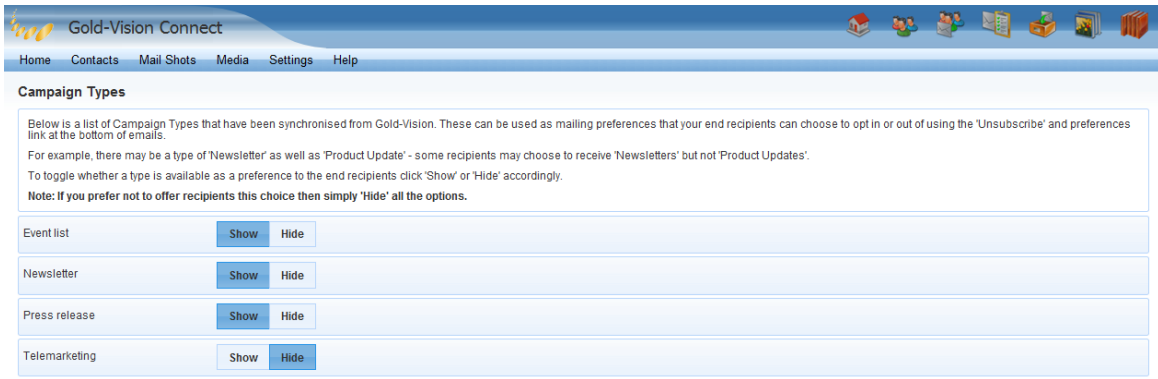 Gold-Vision Connect
Home Contacts Mail Shots Media Settings Help
Campaign Types
Below is a list of Campaign Types that have been synchronised from Gold-Vision. These can be used as mailing preferences that your end recipients can choose to opt in or out of using the 'Unsubscribe' and preferences
link at the bottom of emails.
For example, there may be a type of 'Newsletter' as well as 'Product Update' - some recipients may choose to receive 'Newsletters' but not 'Product Updates'.
To toggle whether a type is available as a preference to the end recipients click 'Show' or 'Hide' accordingly.
Note: If you prefer not to offer recipients this choice then simply 'Hide' all the options.
Event list Show Hide
Newsletter Show Hide
Press release Show Hide
Telemarketing Show Hide